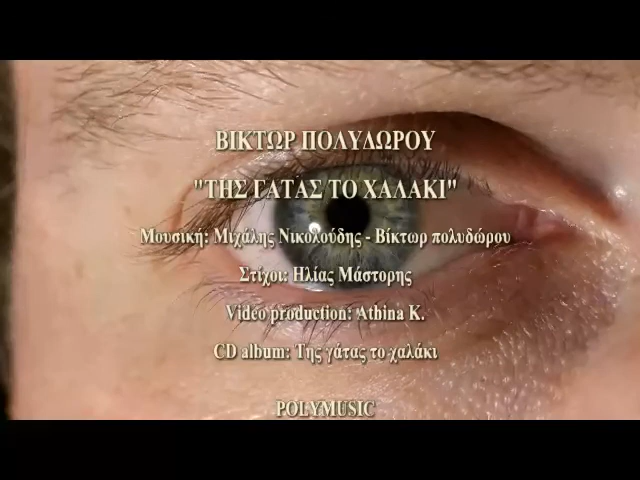 ΒΙΚΤΩΡ ΠΟΛΥΔΩΡΟΥ
"ΤΗΣ ΓΑΤΑΣ ΤΟ ΧΑΛΑΚΙ"
Μουσική: Μιχάλης Νικολούδης - Βίκτωρ πολυδώρου
Στίχοι: Ηλίας Μάστορης
Video production: Athina K.
CD album: Της γάτας το χαλάκι
POLYMUSIC